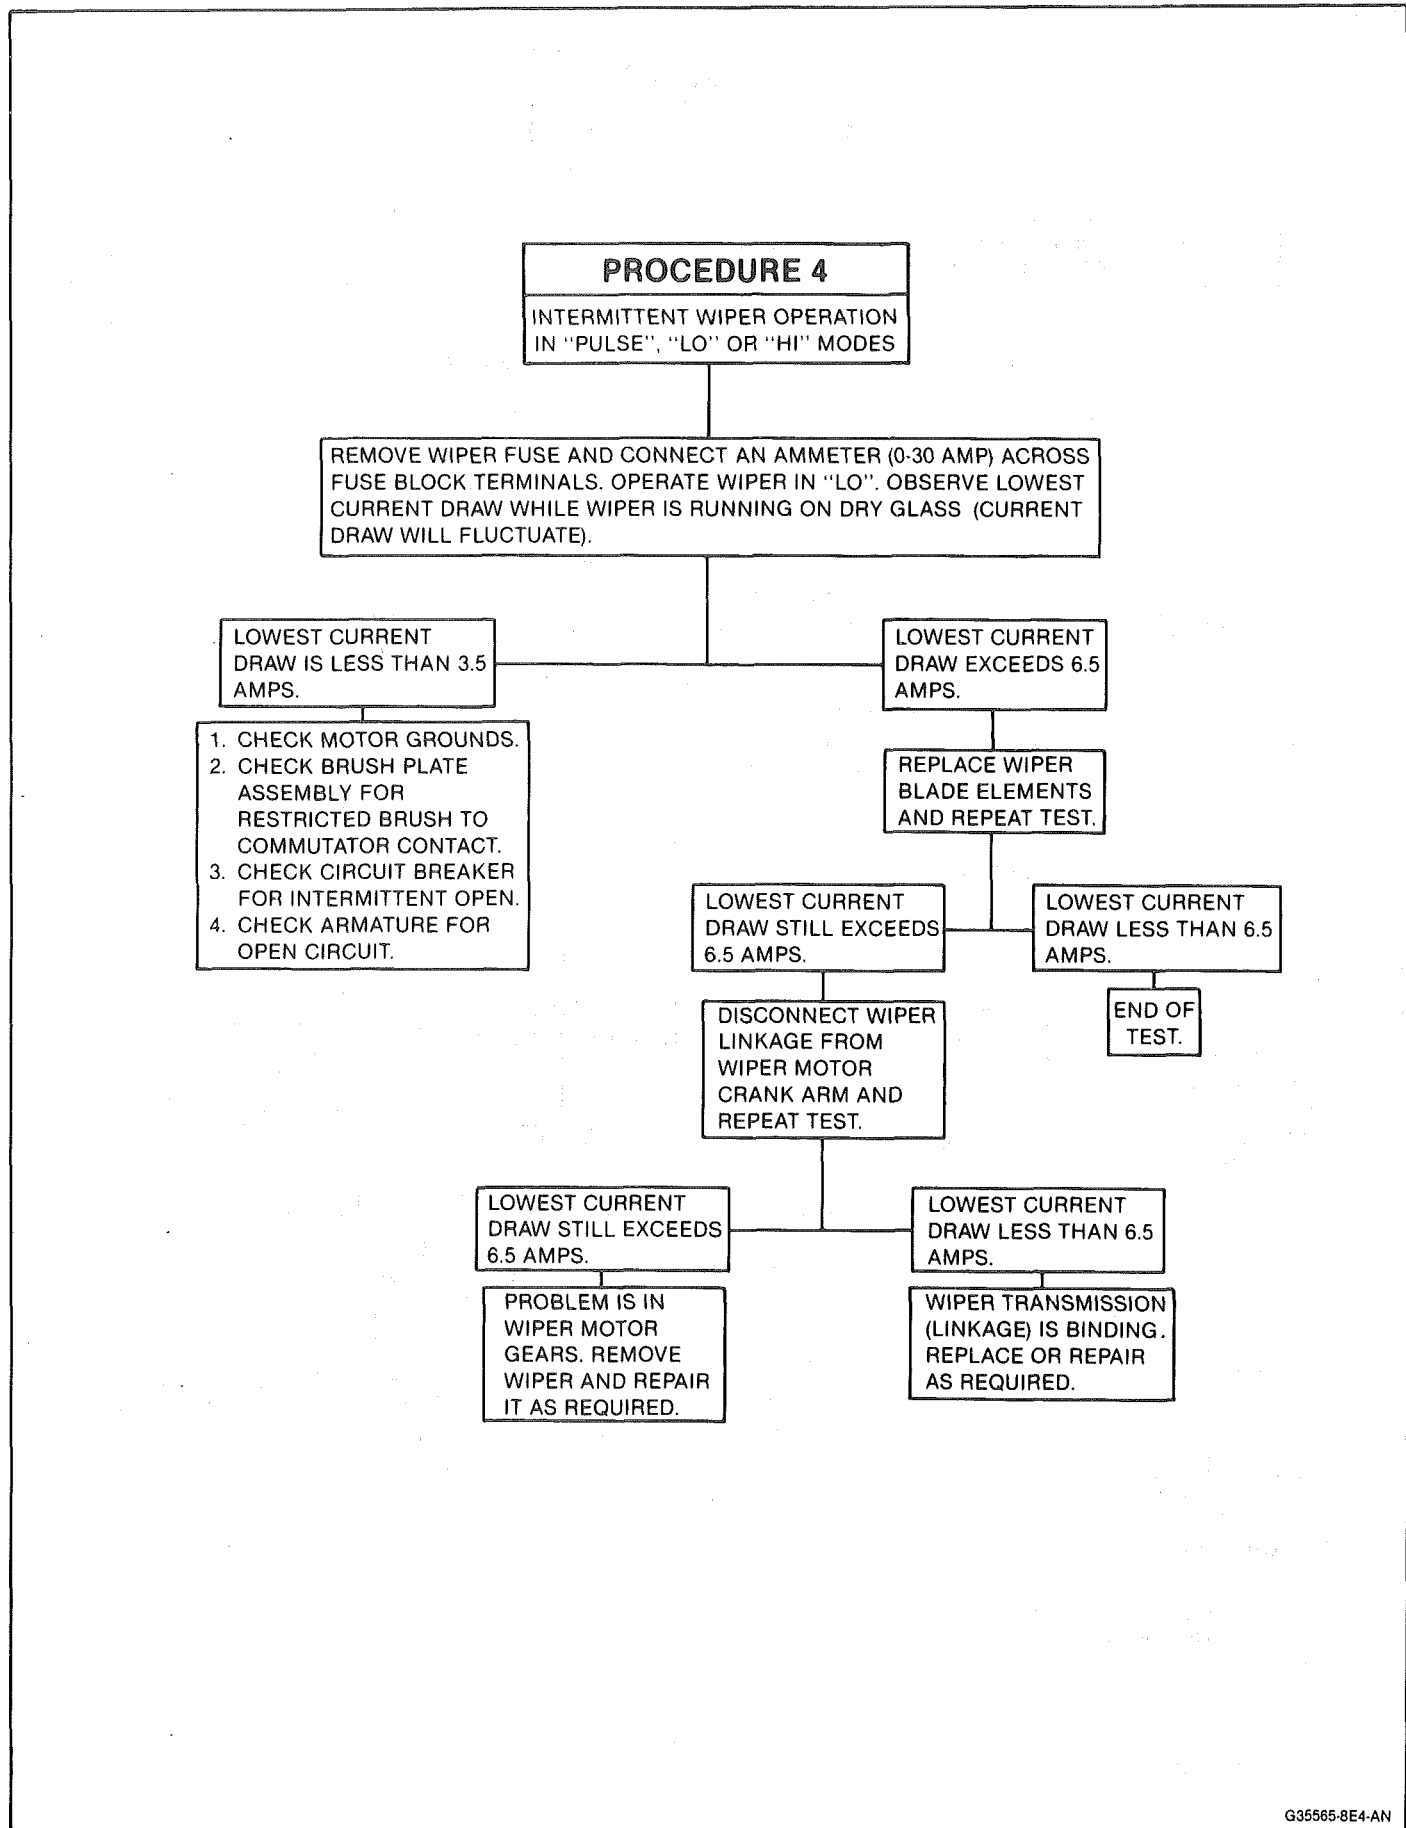 PROCEDURE 4
INTERMITTENT WIPER OPERATION
IN "PULSE", "LO" OR "HI" MODES
REMOVE WIPER FUSE AND CONNECT AN AMMETER (0-30 AMP) ACROSS
FUSE BLOCK TERMINALS. OPERATE WIPER IN "LO". OBSERVE LOWEST
CURRENT DRAW WHILE WIPER IS RUNNING ON DRY GLASS (CURRENT
DRAW WILL FLUCTUATE).
LOWEST CURRENT
DRAW IS LESS THAN 3.5
AMPS.
1. CHECK MOTOR GROUNDS.
2. CHECK BRUSH PLATE
ASSEMBLY FOR
RESTRICTED BRUSH TO
COMMUTATOR CONTACT.
3. CHECK CIRCUIT BREAKER
FOR INTERMITTENT OPEN.
4. CHECK ARMATURE FOR
OPEN CIRCUIT.
LOWEST CURRENT
DRAW EXCEEDS 6.5
AMPS.
REPLACE WIPER
BLADE ELEMENTS
AND REPEAT TEST.
LOWEST CURRENT
DRAW STILL EXCEEDS
6.5 AMPS.
LOWEST CURRENT
DRAW LESS THAN 6.5
AMPS.
END OF
TEST.
DISCONNECT WIPER
LINKAGE FROM
WIPER MOTOR
CRANK ARM AND
REPEAT TEST.
LOWEST CURRENT
DRAW STILL EXCEEDS
6.5 AMPS.
PROBLEM IS IN
WIPER MOTOR
GEARS. REMOVE
WIPER AND REPAIR
IT AS REQUIRED.
LOWEST CURRENT
DRAW LESS THAN 6.5
AMPS.
WIPER TRANSMISSION
(LINKAGE) IS BINDING.
REPLACE OR REPAIR
AS REQUIRED.
G35565-8E4-AN